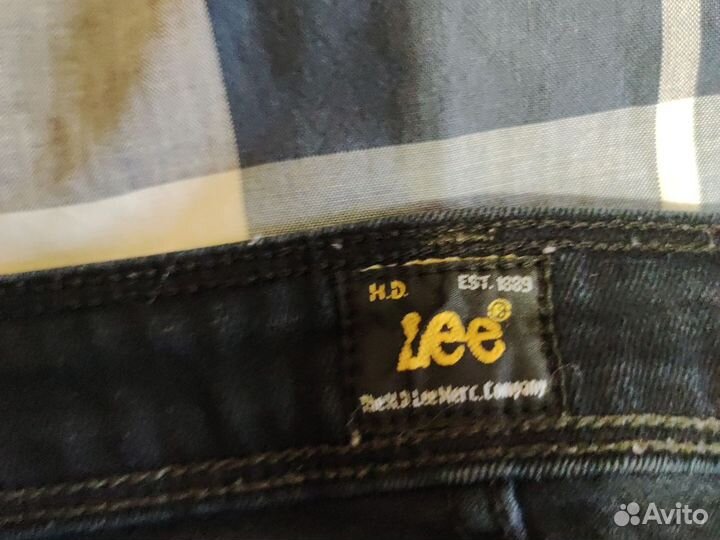 H.D. EST. 1889
Lee®
The H.D. Lee Merc. Company
Avito